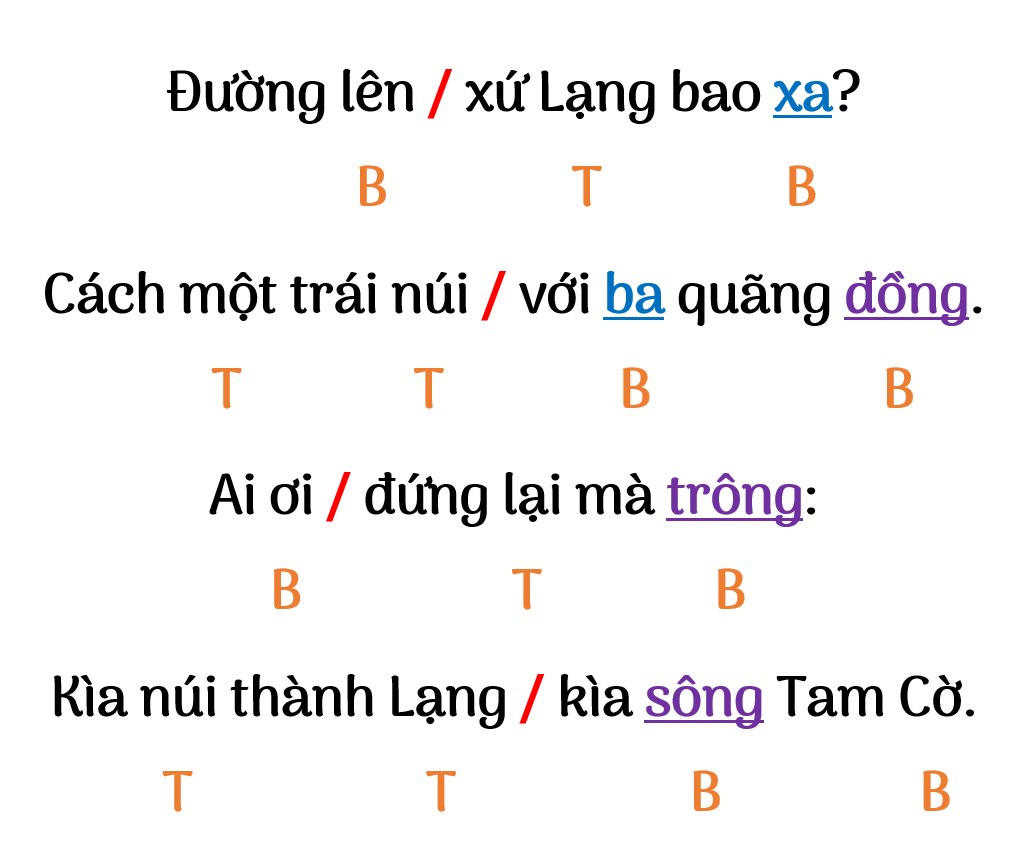 Đường lên / xứ Lạng bao xa?
B T B
Cách một trái núi / với ba quãng đồng.
T T B B
Ai ơi / đứng lại mà trông:
B T B
Kìa núi thành Lạng / kìa sông Tam Cờ.
T T B B